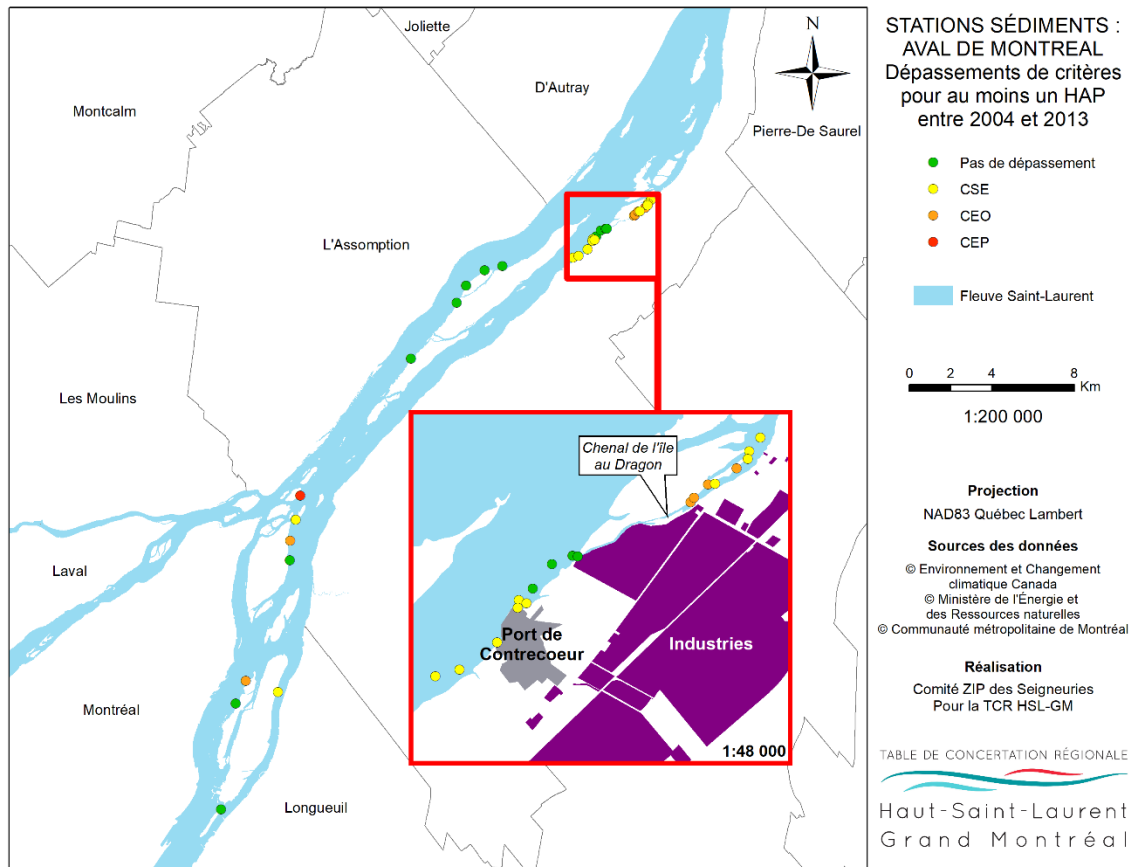 Joliette
N
D'Autray
Montcalm
Pierre-De Saurel
L'Assomption
Les Moulins
Laval
Montréal
Longueuil
Chenal de l'île
au Dragon
Port de
Contrecoeur
Industries
1:48 000
STATIONS SÉDIMENTS :
AVAL DE MONTREAL
Dépassements de critères
pour au moins un HAP
entre 2004 et 2013
Pas de dépassement
CSE
CEO
CEP
Fleuve Saint-Laurent
0 2 4 8
Km
1:200 000
Projection
NAD83 Québec Lambert
Sources des données
© Environnement et Changement
climatique Canada
© Ministère de l'Énergie et
des Ressources naturelles
© Communauté métropolitaine de Montréal
Réalisation
Comité ZIP des Seigneuries
Pour la TCR HSL-GM
TABLE DE CONCERTATION RÉGIONALE
Haut-Saint-Laurent
Grand Montréal